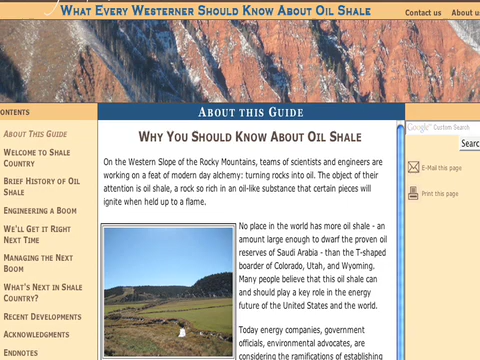 What Every Westerner Should Know About Oil Shale
Contact us
About us
CONTENTS
About This Guide
Welcome to Shale
Country
Brief History of Oil
Shale
Engineering a Boom
We'll Get it Right
Next Time
Managing the Next
Boom
What's Next in Shale
Country?
Recent Developments
Acknowledgments
Endnotes
About this Guide
Why You Should Know About Oil Shale
On the Western Slope of the Rocky Mountains, teams of scientists and engineers are
working on a feat of modern day alchemy: turning rocks into oil. The object of their
attention is oil shale, a rock so rich in an oil-like substance that certain pieces will
ignite when held up to a flame.
No place in the world has more oil shale - an
amount large enough to dwarf the proven oil
reserves of Saudi Arabia - than the T-shaped
boarder of Colorado, Utah, and Wyoming.
Many people believe that this oil shale can
and should play a key role in the energy
future of the United States and the world.
Today energy companies, government
officials, environmental advocates, are
considering the ramifications of establishing
Google Custom Search
Searc
E-Mail this page
Print this page